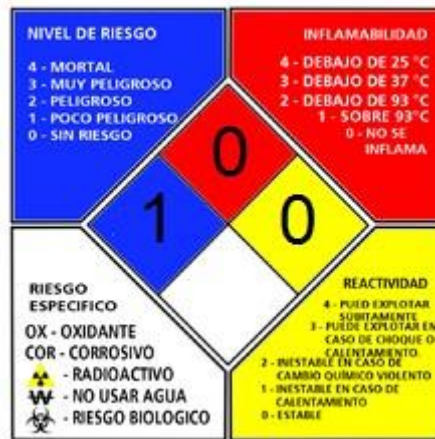 NIVEL DE RIESGO
4 - MORTAL
3 - MUY PELIGROSO
2 - PELIGROSO
1 - POCO PELIGROSO
0 - SIN RIESGO
INFLAMABILIDAD
4 - DEBAJO DE 25 °C
3 - DEBAJO DE 37 °C
2 - DEBAJO DE 93 °C
1 - SOBRE 93°C
0 - NO SE
INFLAMA
0
1
0
RIESGO
ESPECIFICO
OX - OXIDANTE
COR - CORROSIVO
- RADIOACTIVO
W - NO USAR AGUA
- RIESGO BIOLOGICO
REACTIVIDAD
4 - PUED EXPLOTAR
SÚBITAMENTE
3 - PUEDE EXPLOTAR EN
CASO DE CHOQUE O
CALENTAMIENTO.
2 - INESTABLE EN CASO DE
CAMBIO QUÍMICO VIOLENTO
1 - INESTABLE EN CASO DE
CALENTAMIENTO
0 - ESTABLE